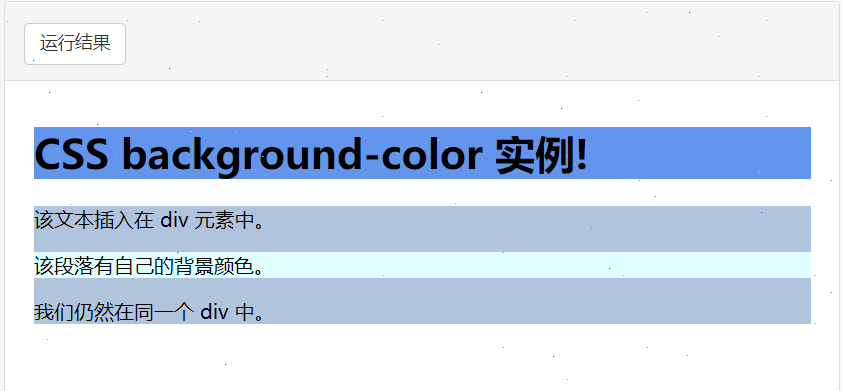 运行结果
CSS background-color 实例!
该文本插入在 div 元素中。
该段落有自己的背景颜色。
我们仍然在同一个 div 中。